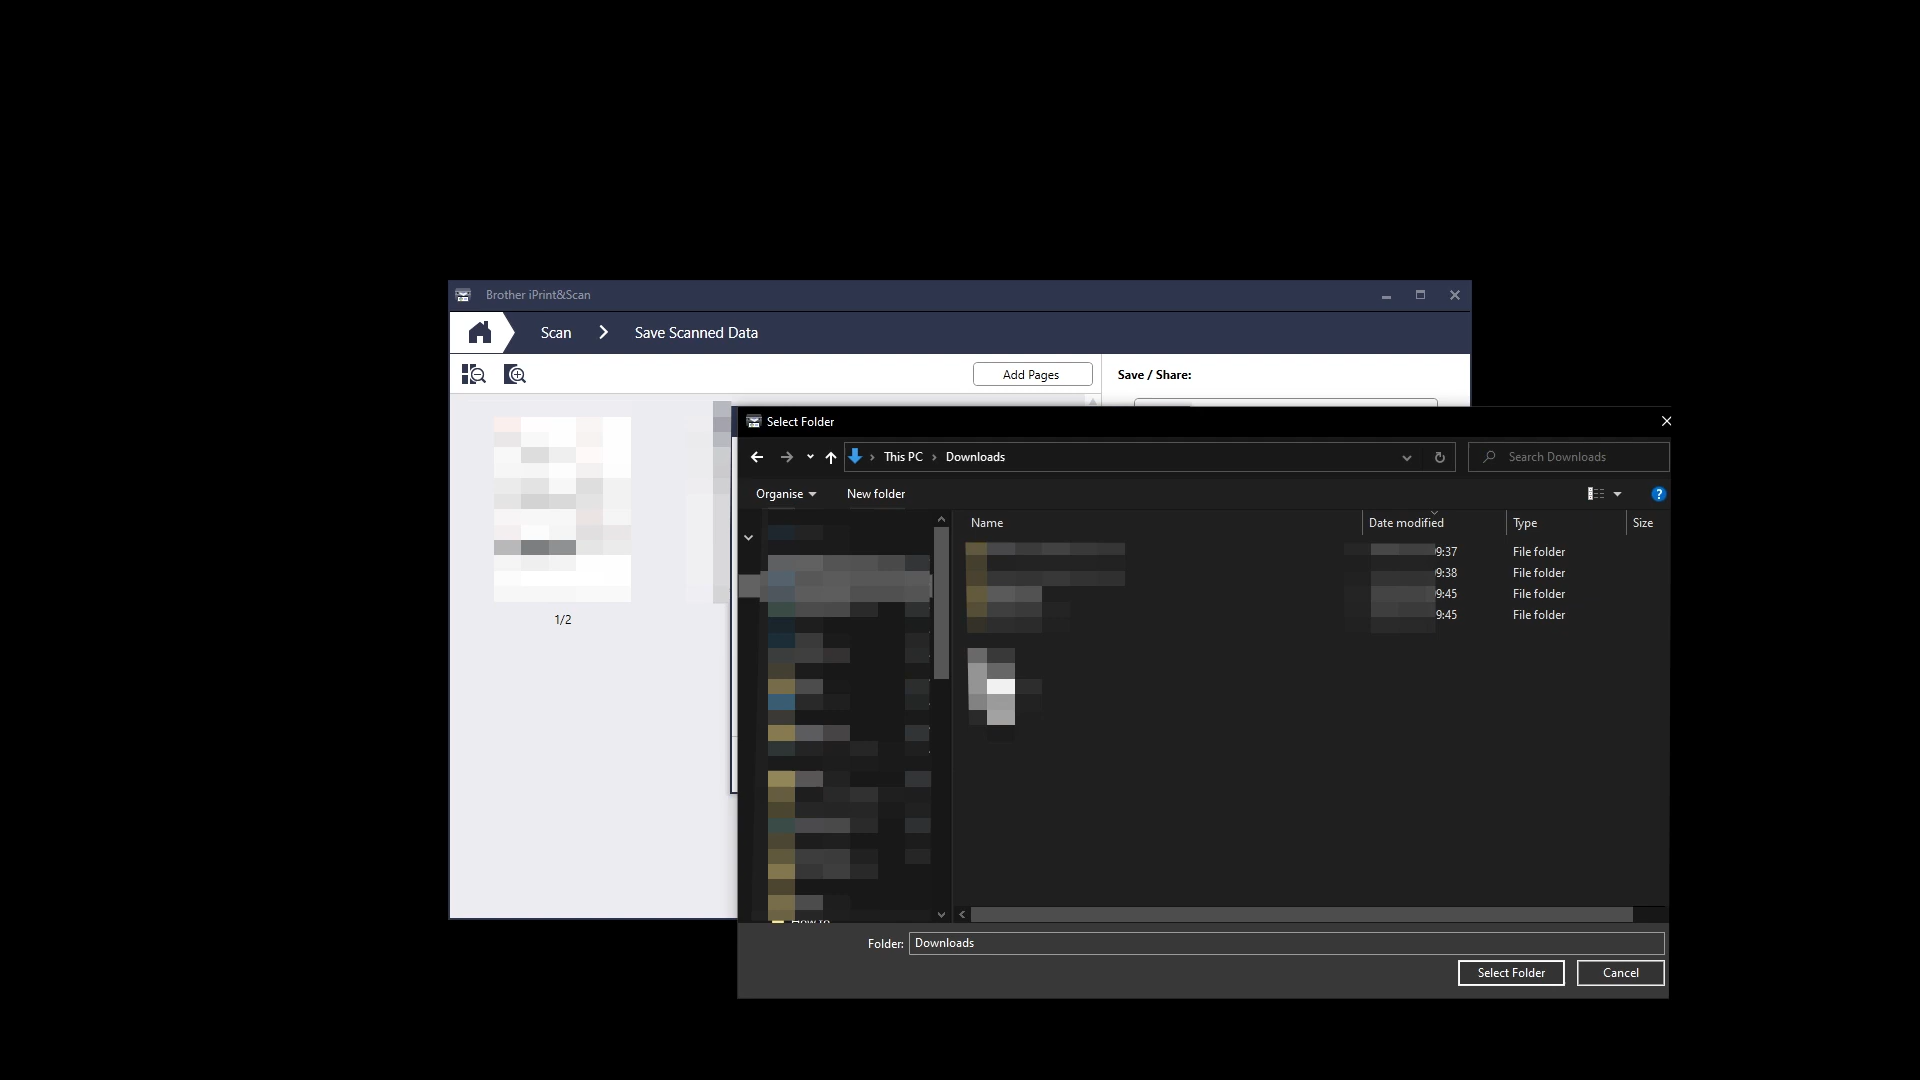 Brother iPrint&Scan
Scan
Save Scanned Data
Add Pages
Save / Share:
1/2
Select Folder
This PC
Downloads
Search Downloads
Organise
New folder
?
Name
Date modified
Type
Size
9:37
File folder
9:38
File folder
9:45
File folder
9:45
File folder
Folder:
Downloads
Select Folder
Cancel